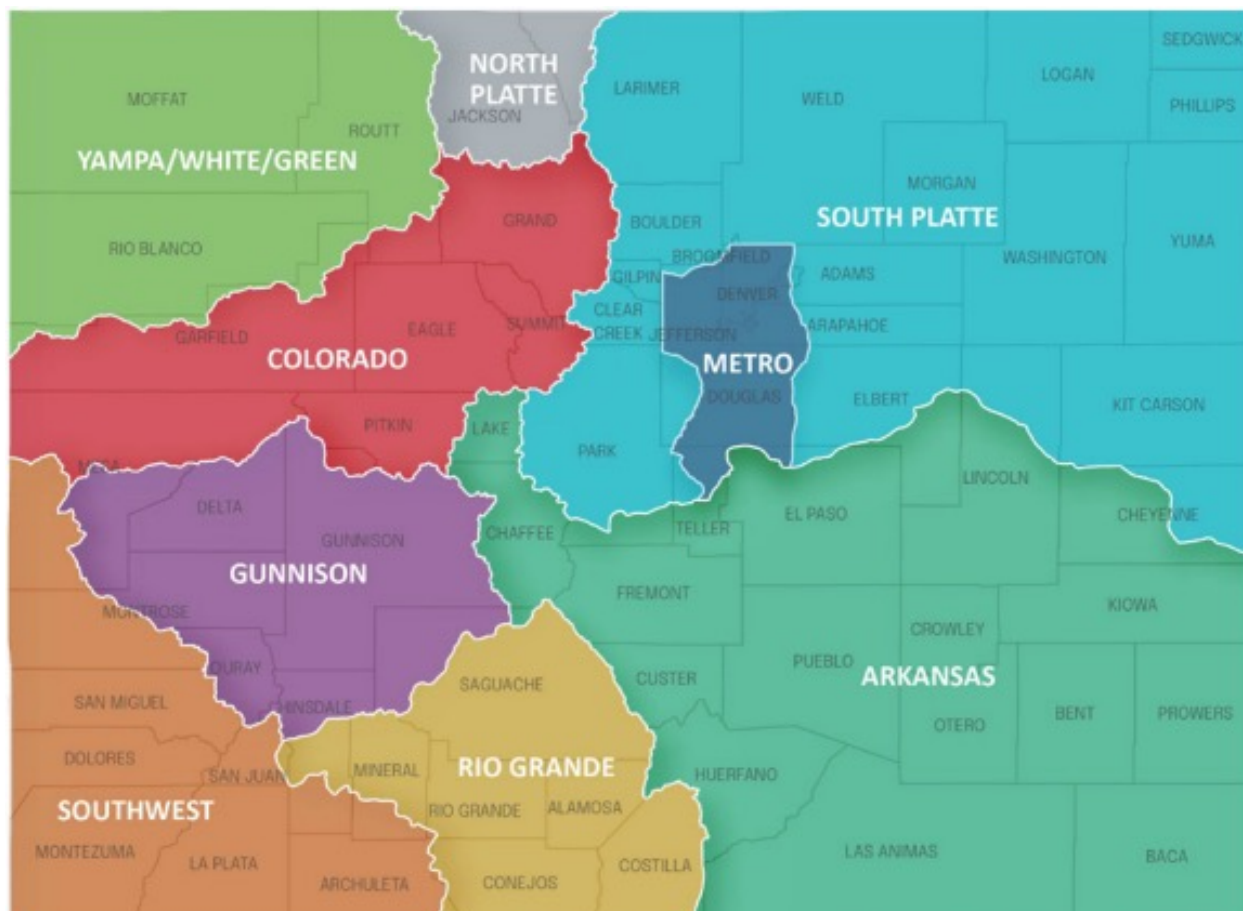 NORTH
PLATTE
JACKSON
LARIMER
WELD
LOGAN
SEDGWICK
PHILLIPS
MOFFAT
ROUTT
YAMPA/WHITE/GREEN
RIO BLANCO
GRAND
BOULDER
MORGAN
SOUTH PLATTE
WASHINGTON
YUMA
BROOMFIELD
GILPIN
ADAMS
DENVER
CLEAR
CREEK
JEFFERSON
ARAPAHOE
GARFIELD
EAGLE
SUMMIT
COLORADO
METRO
DOUGLAS
ELBERT
KIT CARSON
PITKIN
LAKE
PARK
MESA
DELTA
GUNNISON
CHAFFEE
TELLER
EL PASO
LINCOLN
CHEYENNE
GUNNISON
FREMONT
KIOWA
MONTROSE
CROWLEY
OURAY
HINSDALE
SAGUACHE
CUSTER
PUEBLO
ARKANSAS
SAN MIGUEL
OTERO
BENT
PROWERS
DOLORES
SAN JUAN
MINERAL
RIO GRANDE
HUERFANO
SOUTHWEST
RIO GRANDE
ALAMOSA
MONTEZUMA
LA PLATA
ARCHULETA
CONEJOS
COSTILLA
LAS ANIMAS
BACA